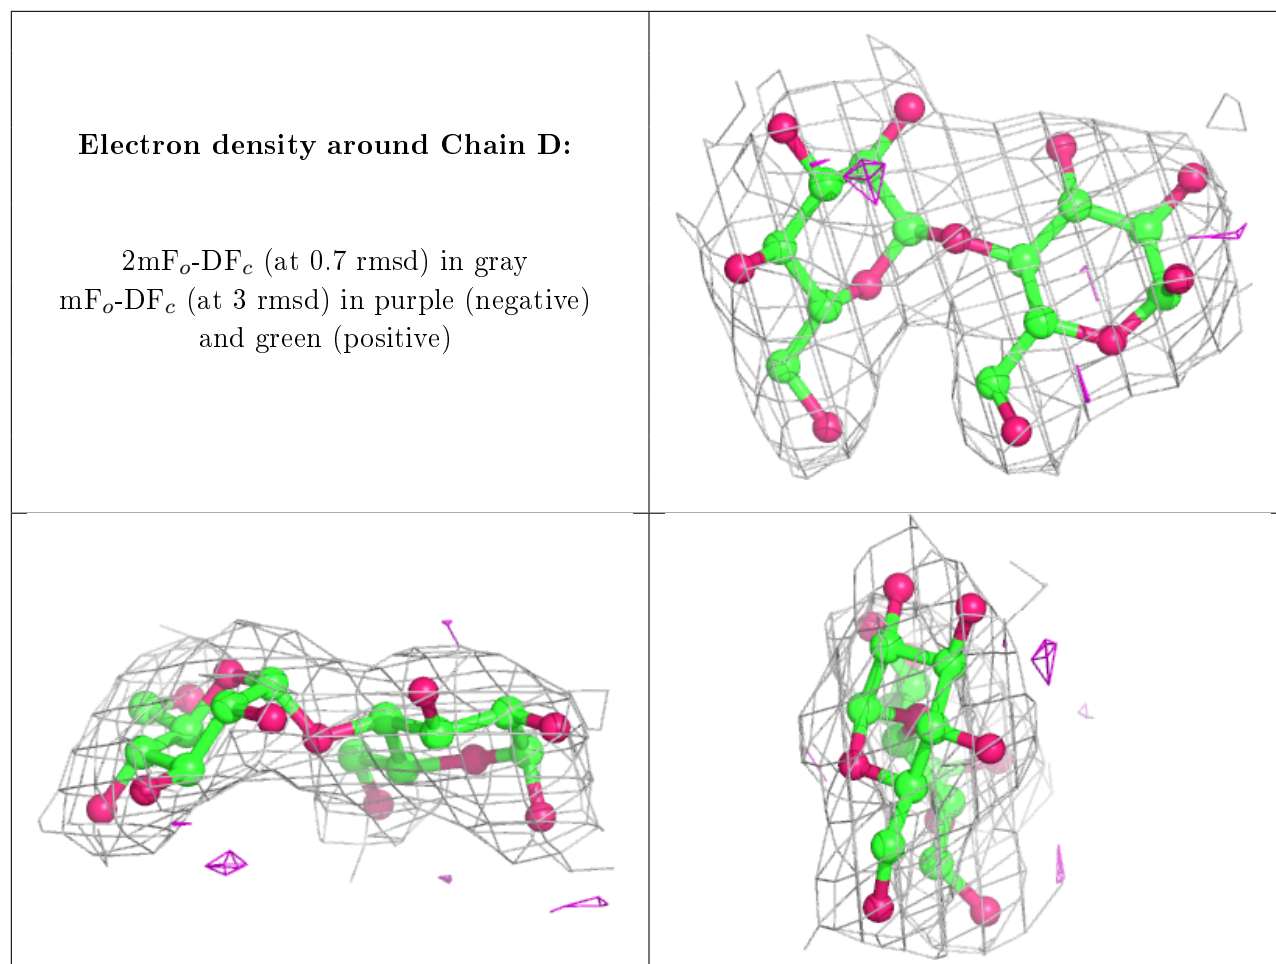 Electron density around Chain D:
2mFo-DFc (at 0.7 rmsd) in gray
mFo-DFc (at 3 rmsd) in purple (negative)
and green (positive)